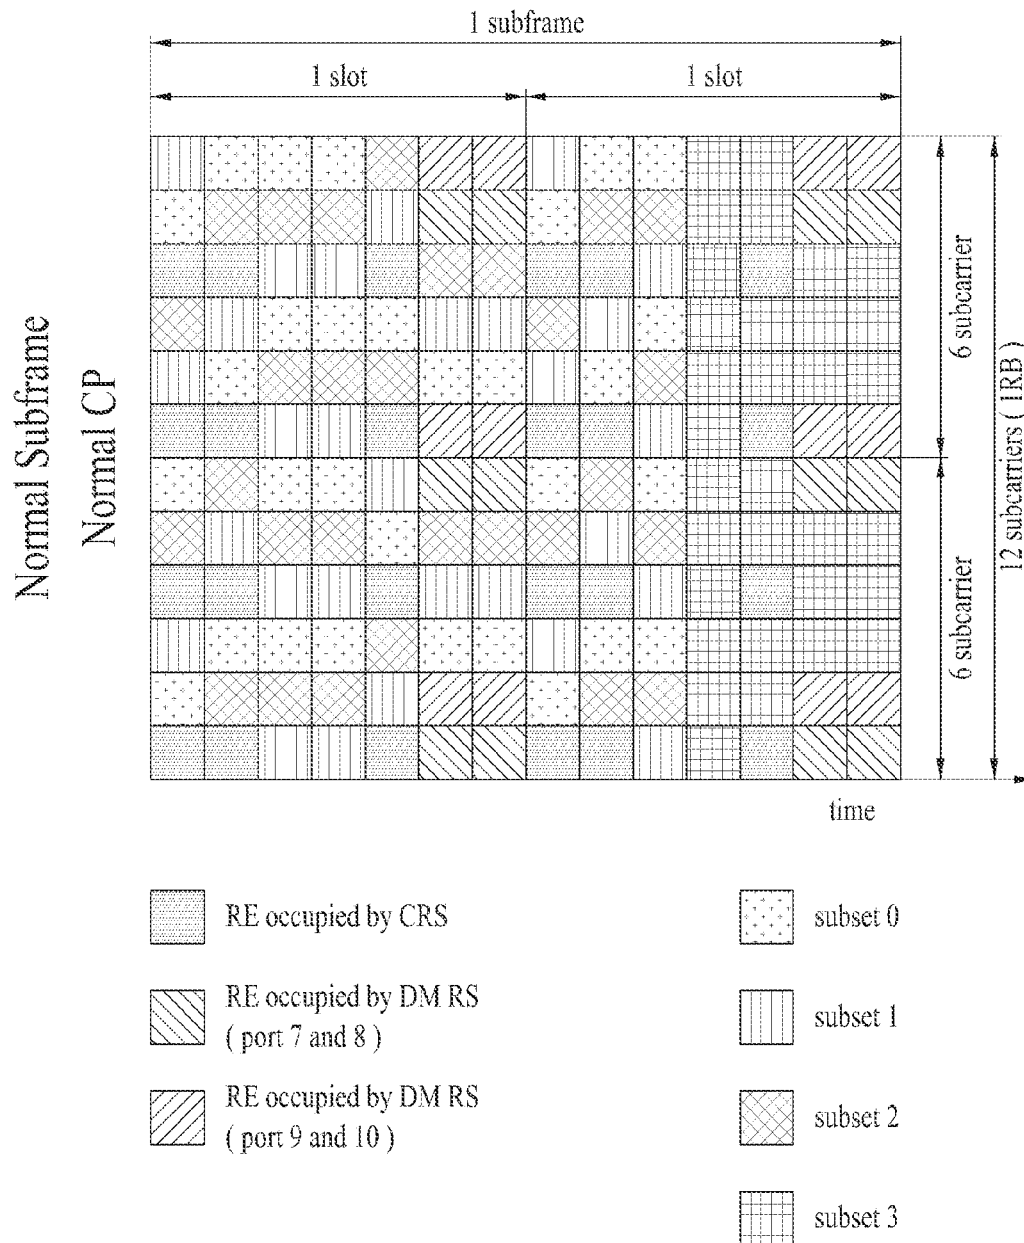 1 subframe
1 slot
1 slot
Normal Subframe
Normal CP
6 subcarrier
6 subcarrier
12 subcarriers ( 1RB )
time
RE occupied by CRS
RE occupied by DM RS
( port 7 and 8 )
RE occupied by DM RS
( port 9 and 10 )
subset 0
subset 1
subset 2
subset 3